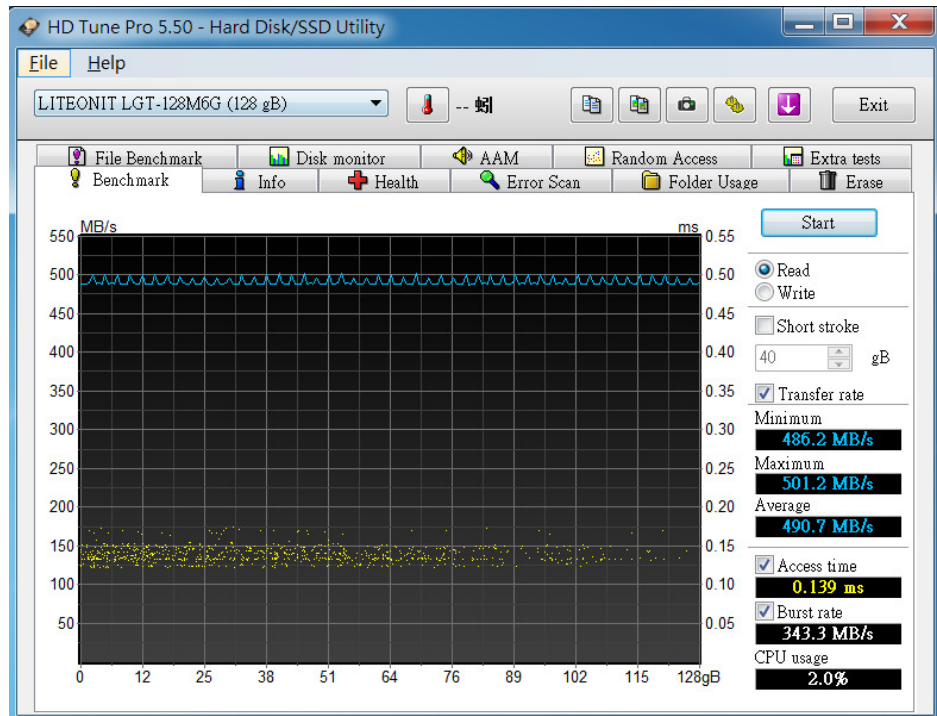 HD Tune Pro 5.50 - Hard Disk/SSD Utility
File Help
LITEONIT LGT-128M6G (128 gB) -- 蚓 Exit
File Benchmark Disk monitor AAM Random Access Extra tests
Benchmark Info Health Error Scan Folder Usage Erase
MB/s ms
550 0.55
500 0.50
450 0.45
400 0.40
350 0.35
300 0.30
250 0.25
200 0.20
150 0.15
100 0.10
50 0.05
0 12 25 38 51 64 76 89 102 115 128gB
Start
Read
Write
Short stroke
40 gB
Transfer rate
Minimum
486.2 MB/s
Maximum
501.2 MB/s
Average
490.7 MB/s
Access time
0.139 ms
Burst rate
343.3 MB/s
CPU usage
2.0%